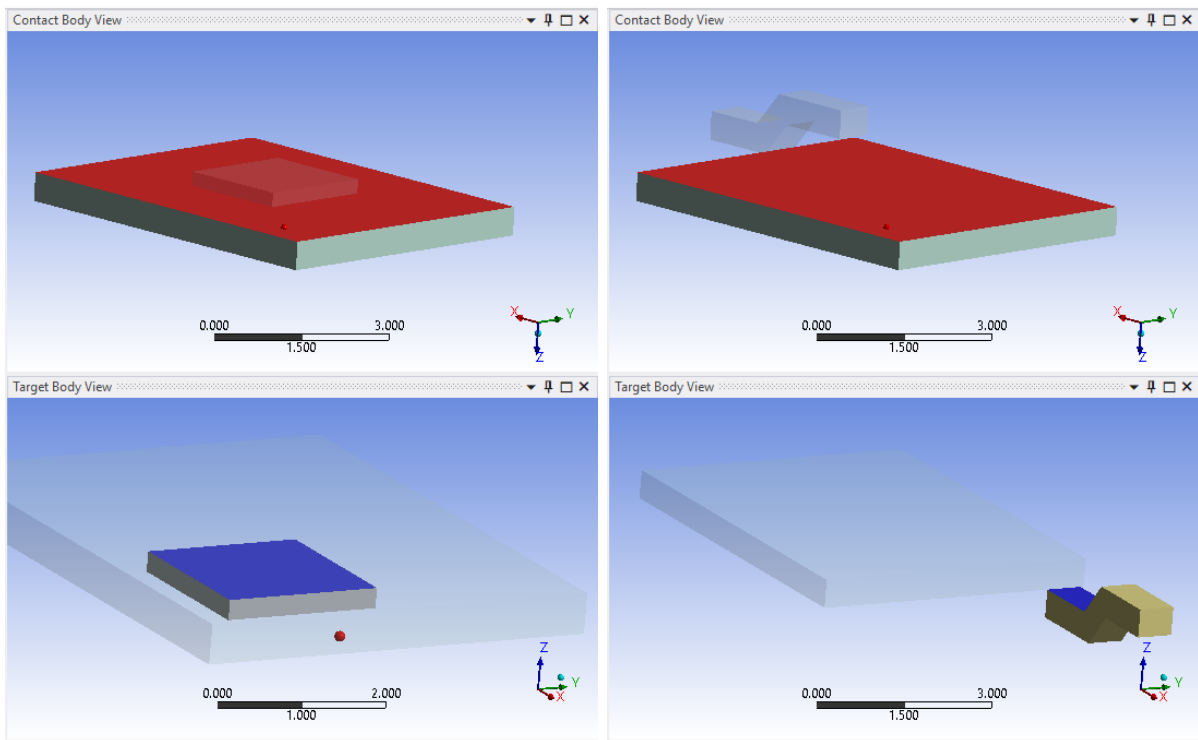 Contact Body View
0.000 3.000
1.500
X Y
Z
Contact Body View
0.000 3.000
1.500
X Y
Z
Target Body View
0.000 2.000
1.000
Z
Y
X
Target Body View
0.000 3.000
1.500
Z
Y
X